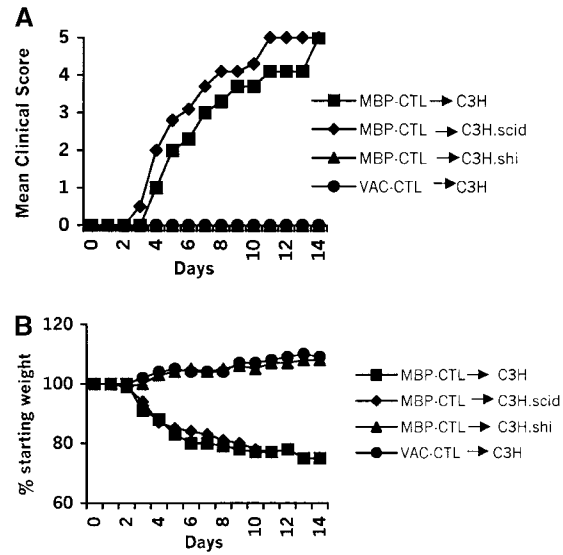 A
Mean Clinical Score
5
4
3
2
1
0
0 2 4 6 8 10 12 14
Days
MBP-CTL → C3H
MBP-CTL → C3H.scid
MBP-CTL → C3H.shi
VAC-CTL → C3H
B
% starting weight
120
100
80
60
0 2 4 6 8 10 12 14
Days
MBP-CTL → C3H
MBP-CTL → C3H.scid
MBP-CTL → C3H.shi
VAC-CTL → C3H